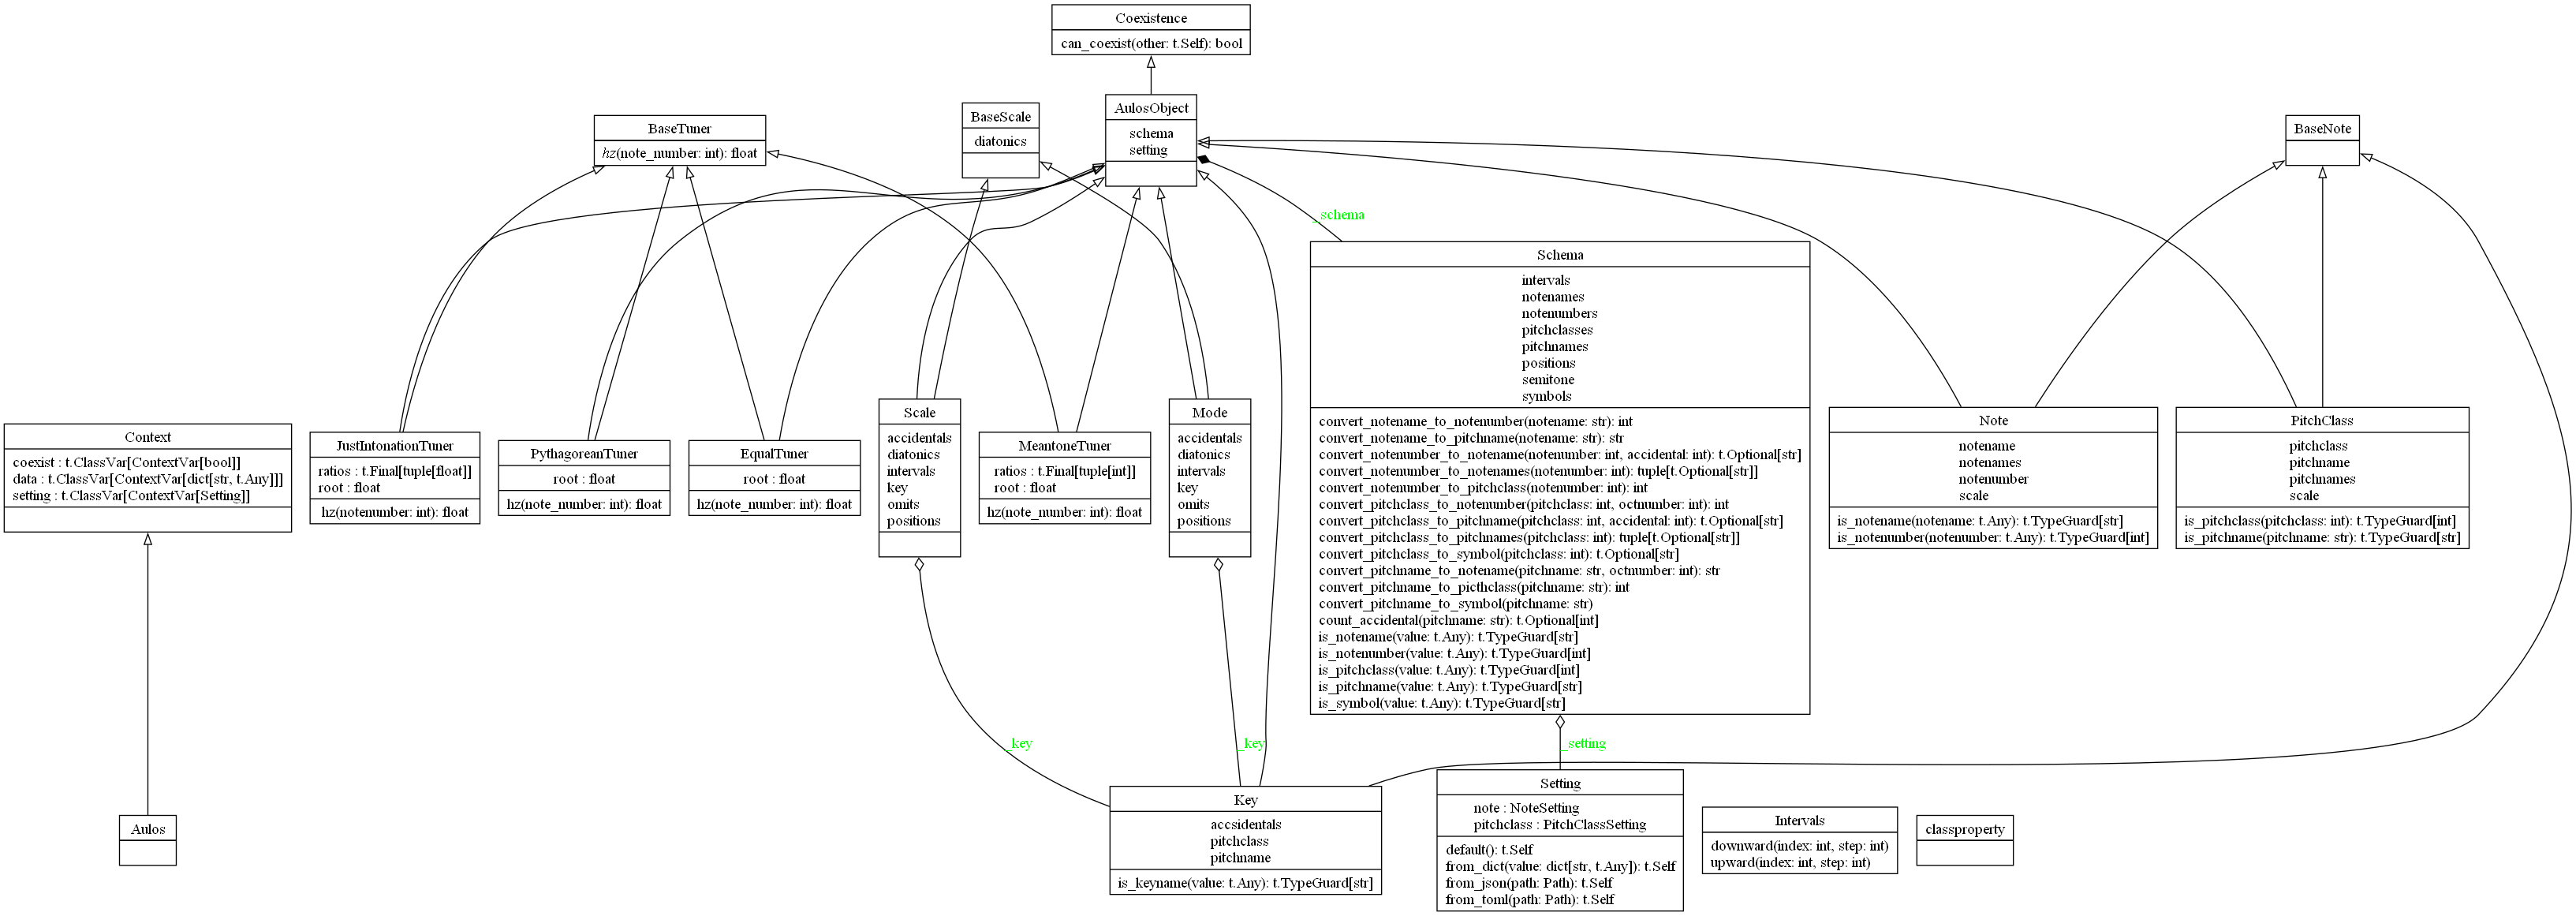 Coexistence
can_coexist(other: t.Self): bool
BaseTuner
hz(note_number: int): float
BaseScale
diatonics
AulosObject
schema
setting
BaseNote
_schema
Schema
intervals
notenames
notenumbers
pitchclasses
pitchnames
positions
semitone
symbols
convert_notename_to_notenumber(notename: str): int
convert_notename_to_pitchname(notename: str): str
convert_notenumber_to_notename(notenumber: int, accidental: int): t.Optional[str]
convert_notenumber_to_notenames(notenumber: int): tuple[t.Optional[str]]
convert_notenumber_to_pitchclass(notenumber: int): int
convert_pitchclass_to_notenumber(pitchclass: int, octnumber: int): int
convert_pitchclass_to_pitchname(pitchclass: int, accidental: int): t.Optional[str]
convert_pitchclass_to_pitchnames(pitchclass: int): tuple[t.Optional[str]]
convert_pitchclass_to_symbol(pitchclass: int): t.Optional[str]
convert_pitchname_to_notename(pitchname: str, octnumber: int): str
convert_pitchname_to_picthclass(pitchname: str): int
convert_pitchname_to_symbol(pitchname: str)
count_accidental(pitchname: str): t.Optional[int]
is_notename(value: t.Any): t.TypeGuard[str]
is_notenumber(value: t.Any): t.TypeGuard[int]
is_pitchclass(value: t.Any): t.TypeGuard[int]
is_pitchname(value: t.Any): t.TypeGuard[str]
is_symbol(value: t.Any): t.TypeGuard[str]
Context
coexist : t.ClassVar[ContextVar[bool]]
data : t.ClassVar[ContextVar[dict[str, t.Any]]]
setting : t.ClassVar[ContextVar[Setting]]
JustIntonationTuner
ratios : t.Final[tuple[float]]
root : float
hz(notenumber: int): float
PythagoreanTuner
root : float
hz(note_number: int): float
EqualTuner
root : float
hz(note_number: int): float
Scale
accidentals
diatonics
intervals
key
omits
positions
MeantoneTuner
ratios : t.Final[tuple[int]]
root : float
hz(note_number: int): float
Mode
accidentals
diatonics
intervals
key
omits
positions
Note
notename
notenames
notenumber
scale
is_notename(notename: t.Any): t.TypeGuard[str]
is_notenumber(notenumber: t.Any): t.TypeGuard[int]
PitchClass
pitchclass
pitchname
pitchnames
scale
is_pitchclass(pitchclass: int): t.TypeGuard[int]
is_pitchname(pitchname: str): t.TypeGuard[str]
_key
_key
_setting
Aulos
Key
accsidentals
pitchclass
pitchname
is_keyname(value: t.Any): t.TypeGuard[str]
Setting
note : NoteSetting
pitchclass : PitchClassSetting
default(): t.Self
from_dict(value: dict[str, t.Any]): t.Self
from_json(path: Path): t.Self
from_toml(path: Path): t.Self
Intervals
downward(index: int, step: int)
upward(index: int, step: int)
classproperty